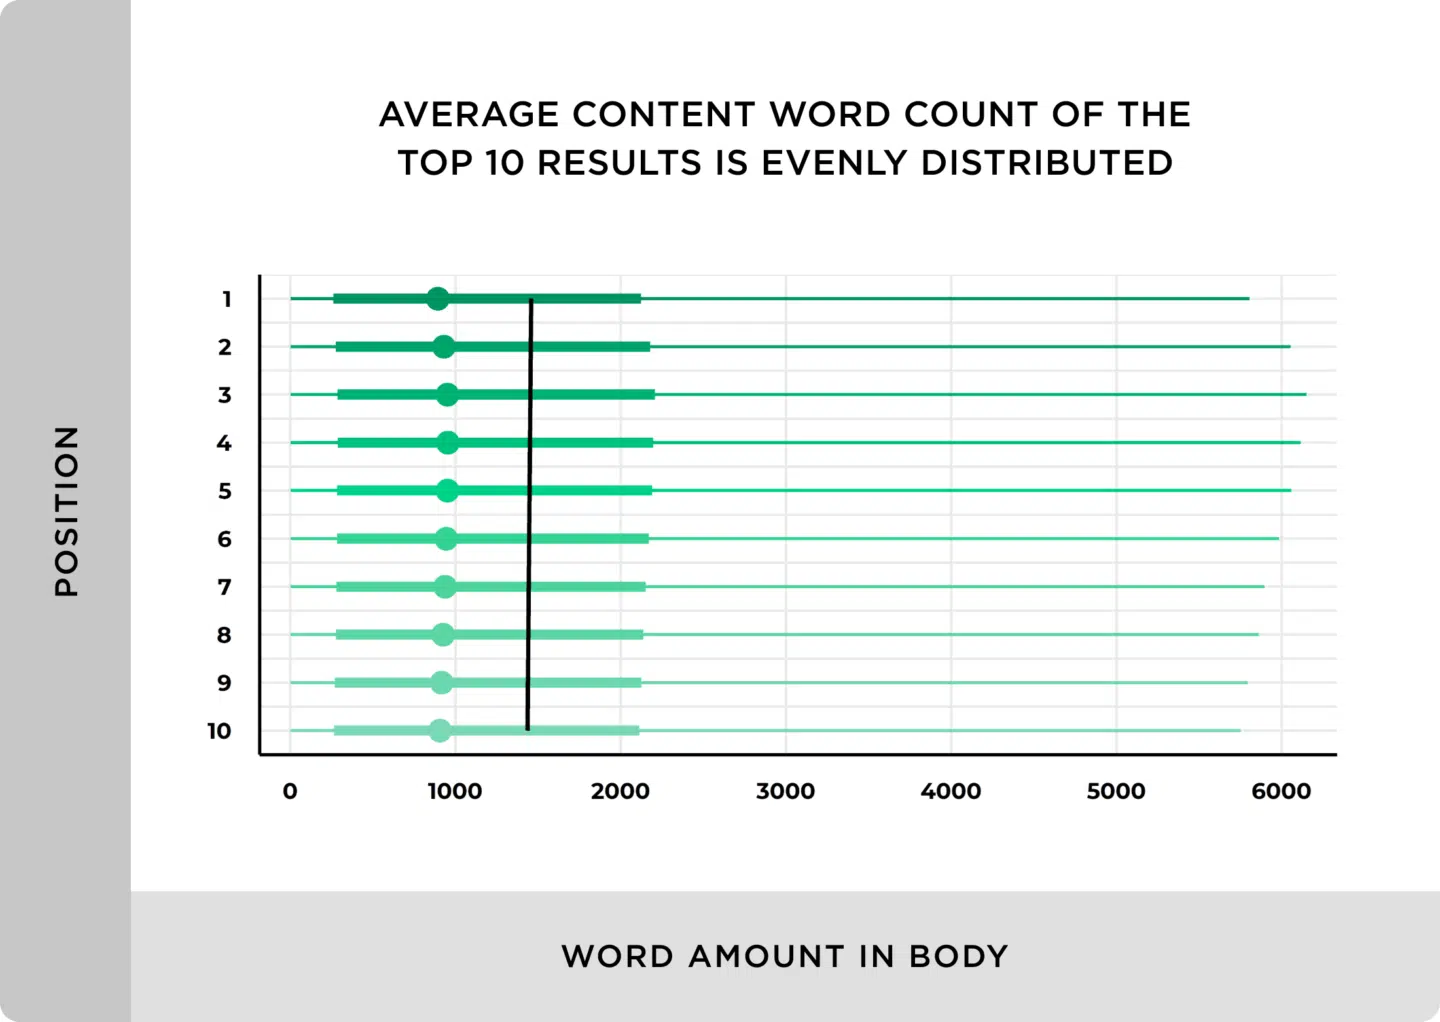 AVERAGE CONTENT WORD COUNT OF THE
TOP 10 RESULTS IS EVENLY DISTRIBUTED
POSITION
1
2
3
4
5
6
7
8
9
10
0 1000 2000 3000 4000 5000 6000
WORD AMOUNT IN BODY